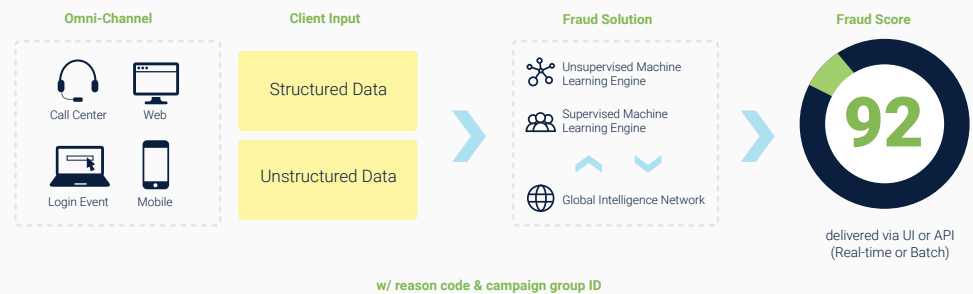 Omni-Channel
Call Center
Web
Login Event
Mobile
Client Input
Structured Data
Unstructured Data
Fraud Solution
Unsupervised Machine
Learning Engine
Supervised Machine
Learning Engine
Global Intelligence Network
Fraud Score
92
delivered via UI or API
(Real-time or Batch)
w/ reason code & campaign group ID